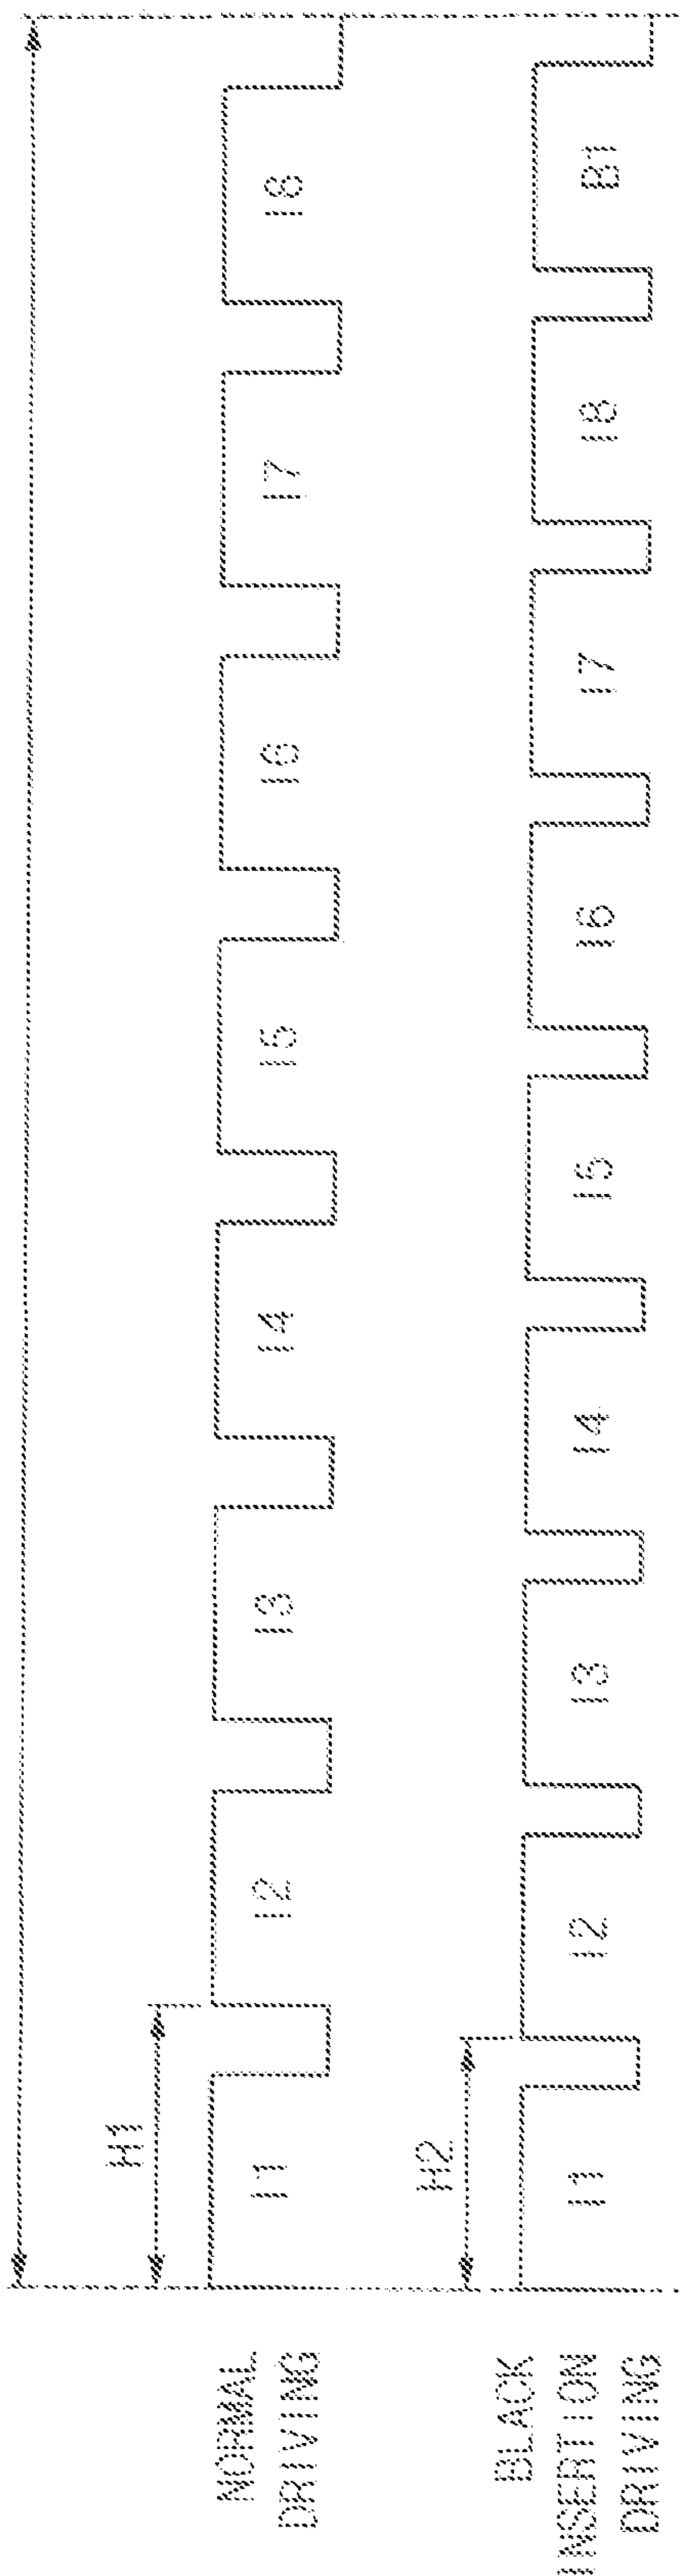 H1
NORMAL
DRIVING
I1
I2
I3
I4
I5
I6
I7
I8
H2
BLACK
INSERTION
DRIVING
I1
I2
I3
I4
I5
I6
I7
I8
B1